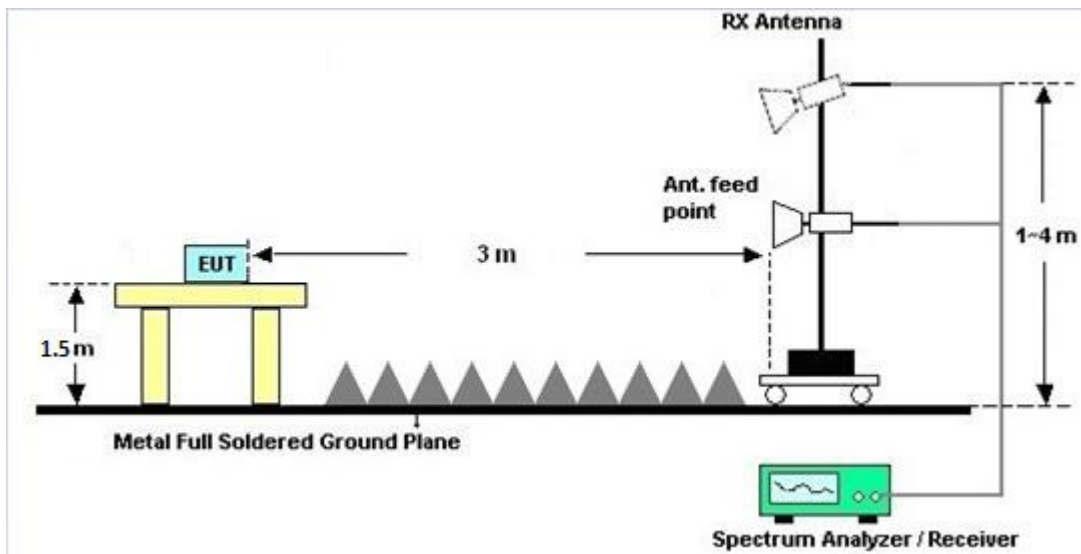 RX Antenna
Ant. feed
point
1~4 m
3 m
EUT
1.5 m
Metal Full Soldered Ground Plane
Spectrum Analyzer / Receiver